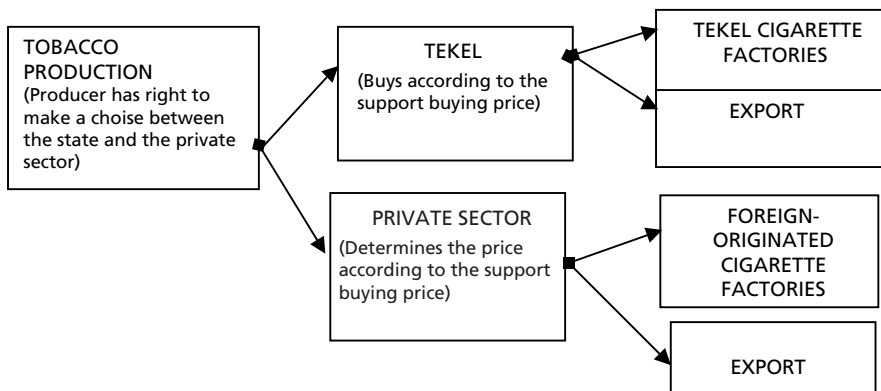 TOBACCO
PRODUCTION
(Producer has right to
make a choise between
the state and the private
sector)
TEKEL
(Buys according to the
support buying price)
TEKEL CIGARETTE
FACTORIES
EXPORT
PRIVATE SECTOR
(Determines the price
according to the support
buying price)
FOREIGN-
ORIGINATED
CIGARETTE
FACTORIES
EXPORT